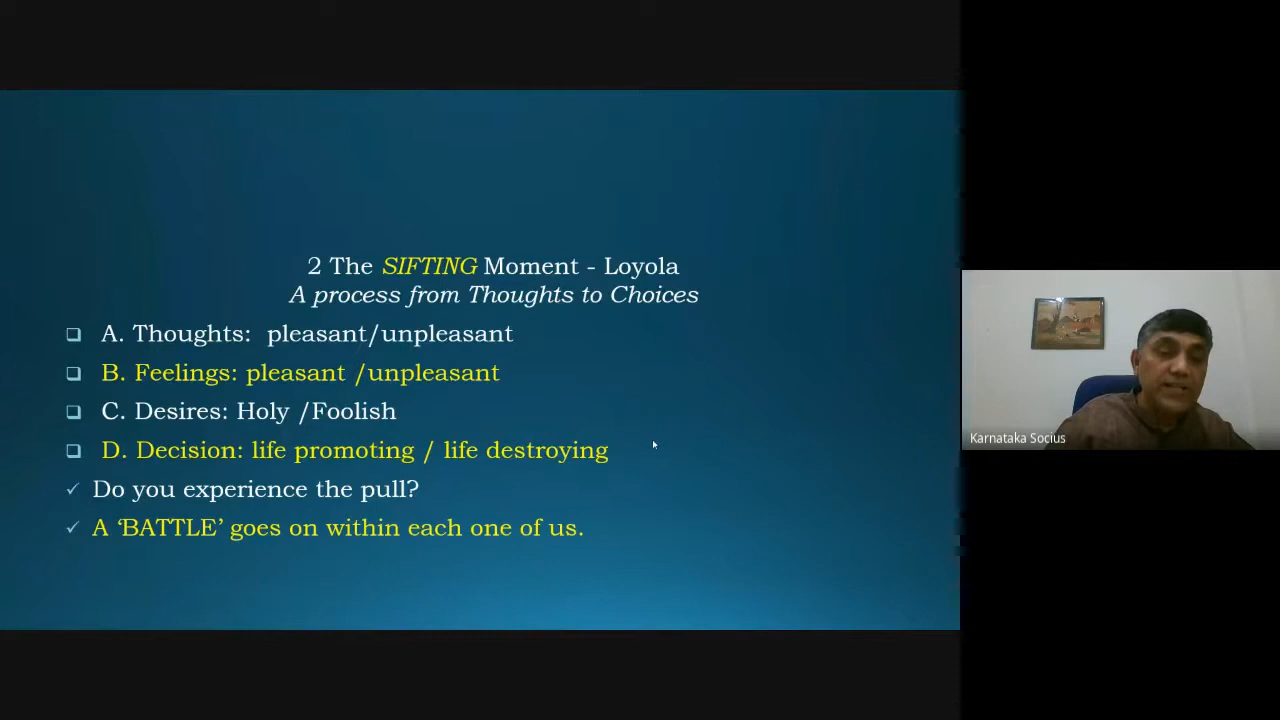 2 The SIFTING Moment - Loyola
A process from Thoughts to Choices
A. Thoughts:  pleasant/unpleasant
B. Feelings: pleasant /unpleasant
C. Desires: Holy /Foolish
D. Decision: life promoting / life destroying
Do you experience the pull?
A ‘BATTLE’ goes on within each one of us.
Karnataka Socius